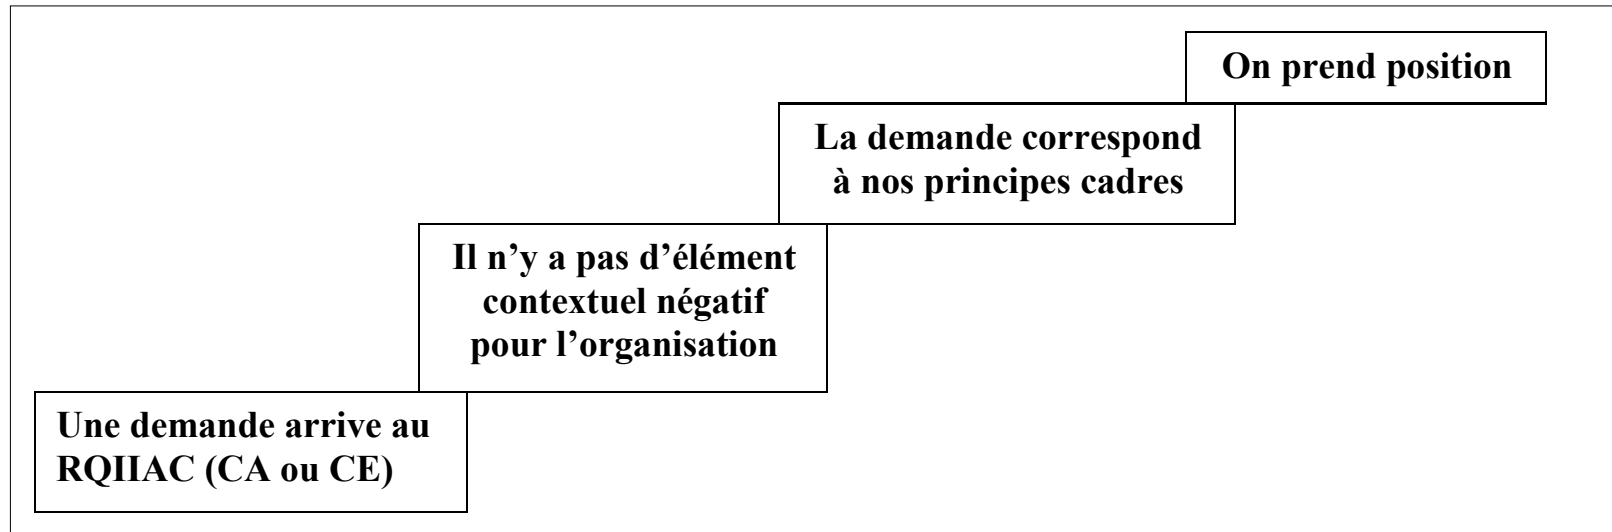 On prend position
La demande correspond
à nos principes cadres
Il n’y a pas d’élément
contextuel négatif
pour l’organisation
Une demande arrive au
RQIIAC (CA ou CE)